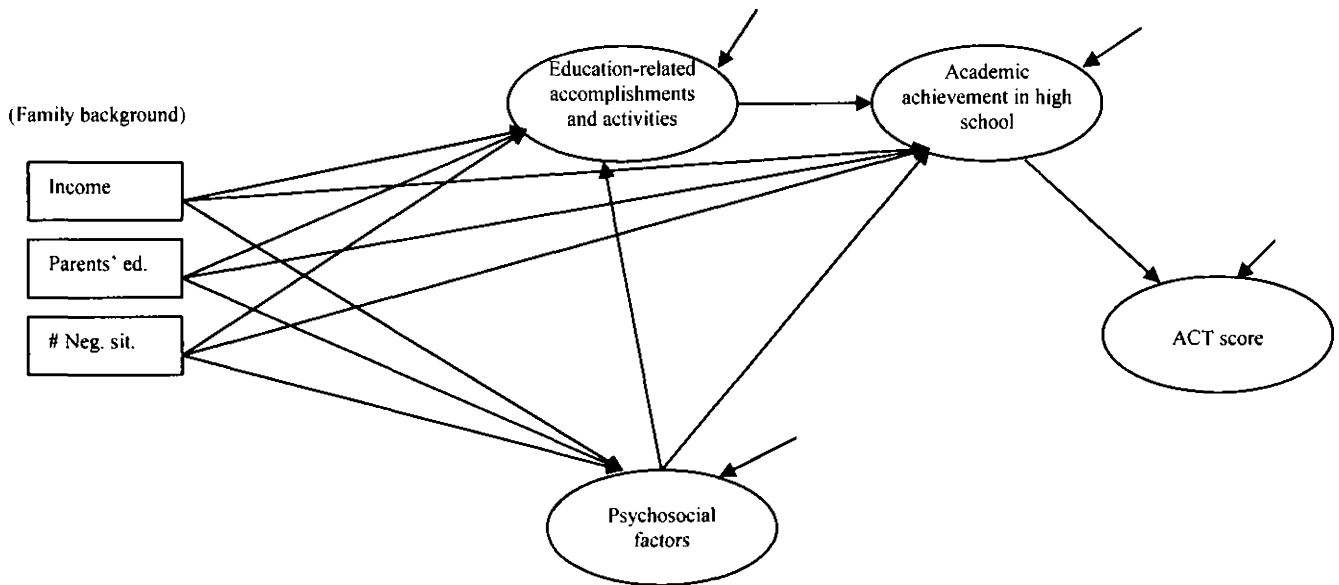 (Family background)
Income
Parents' ed.
# Neg. sit.
Education-related
accomplishments
and activities
Academic
achievement in high
school
ACT score
Psychosocial
factors